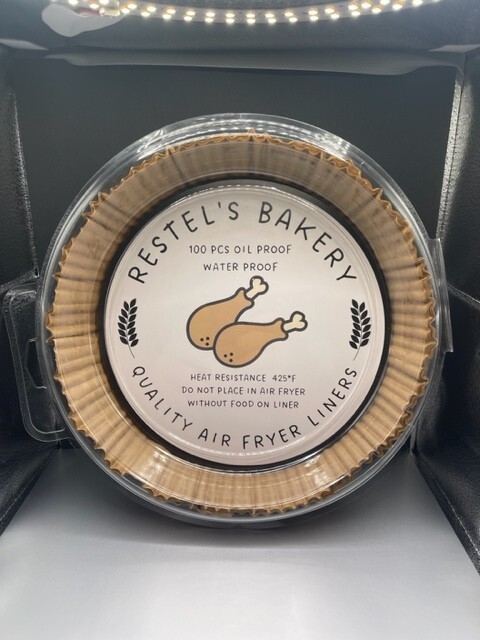 RESTEL'S BAKERY
100 PCS OIL PROOF
WATER PROOF
HEAT RESISTANCE 425°F
DO NOT PLACE IN AIR FRYER
WITHOUT FOOD ON LINER
QUALITY AIR FRYER LINERS